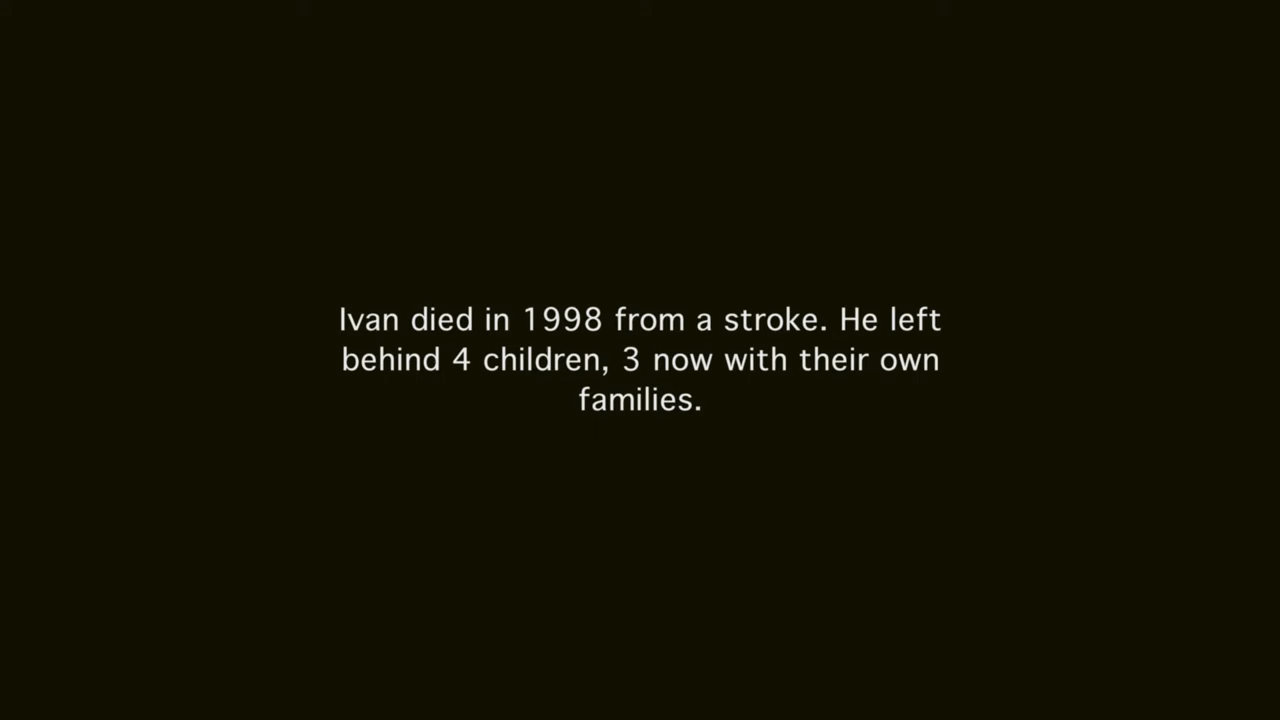 Ivan died in 1998 from a stroke. He left
behind 4 children, 3 now with their own
families.